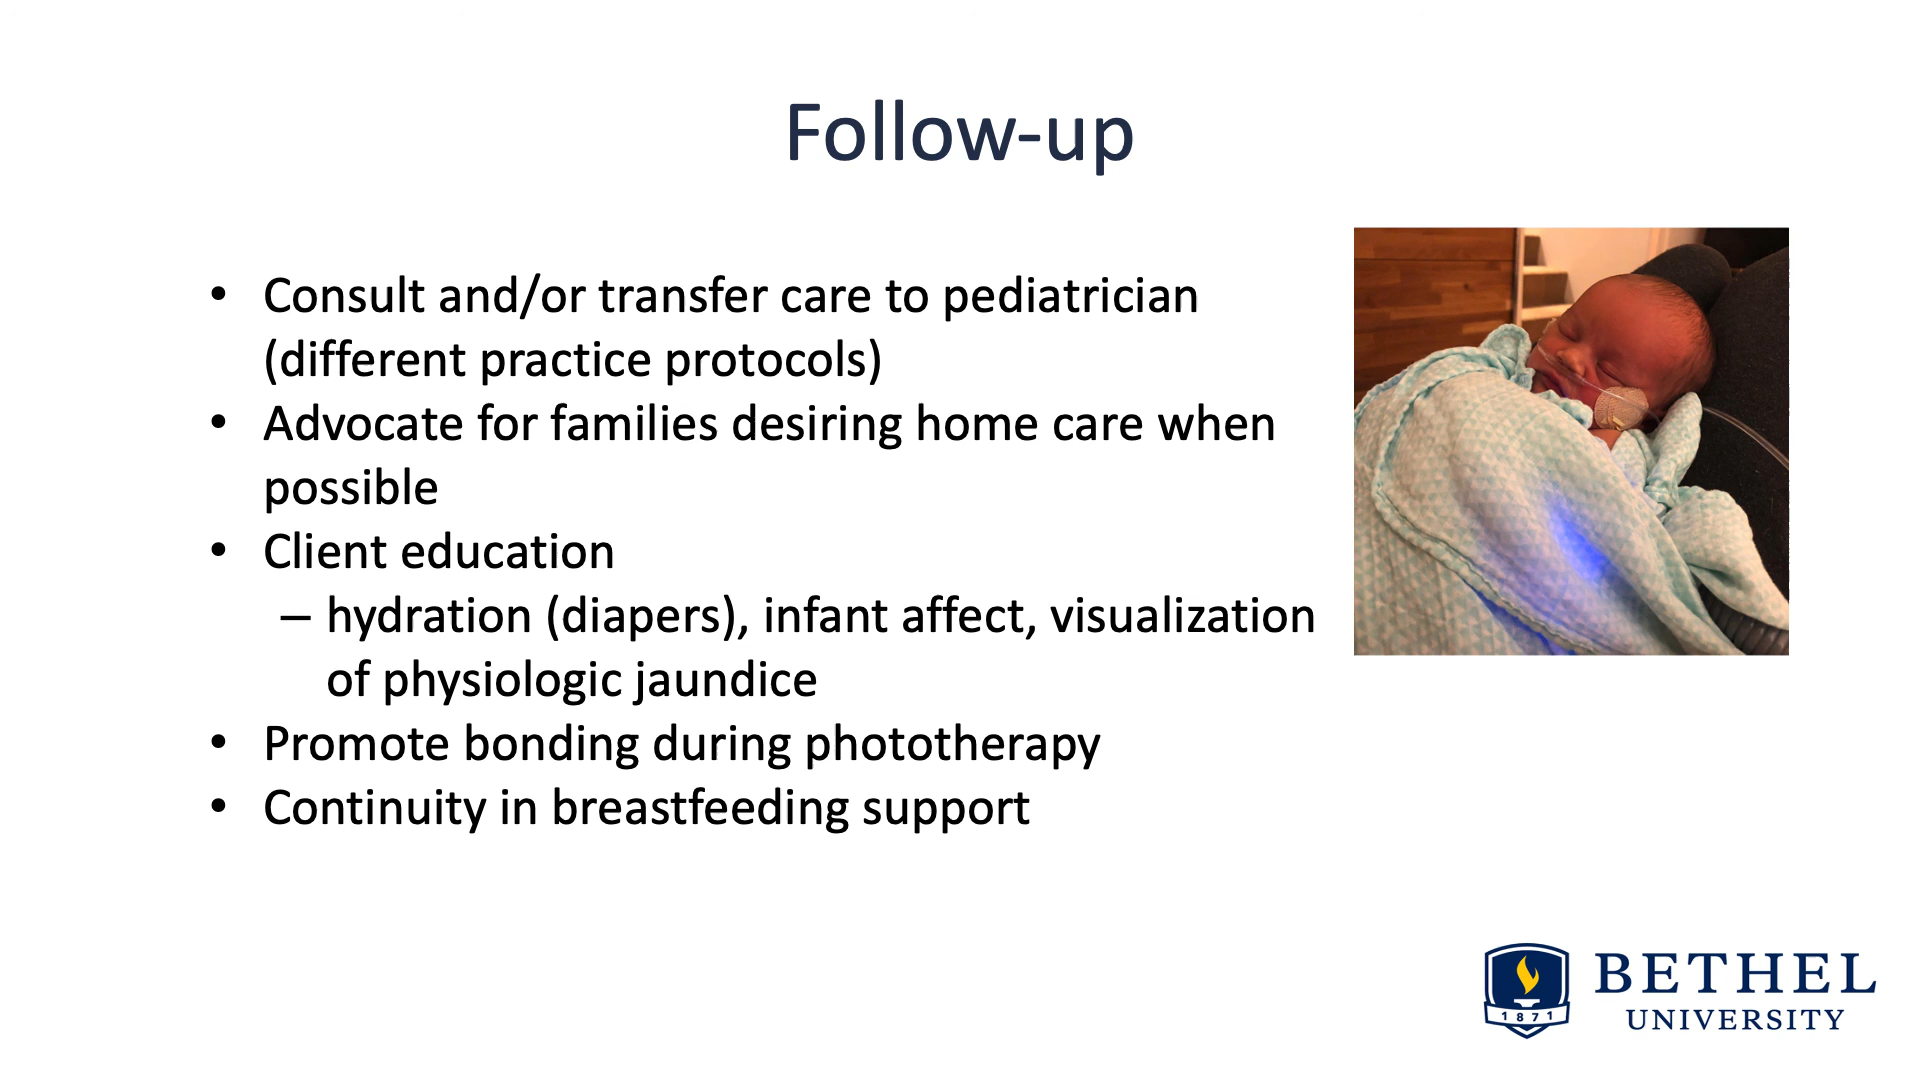 Follow-up
• Consult and/or transfer care to pediatrician
(different practice protocols)
• Advocate for families desiring home care when
possible
• Client education
– hydration (diapers), infant affect, visualization
of physiologic jaundice
• Promote bonding during phototherapy
• Continuity in breastfeeding support
1871
BETHEL
UNIVERSITY